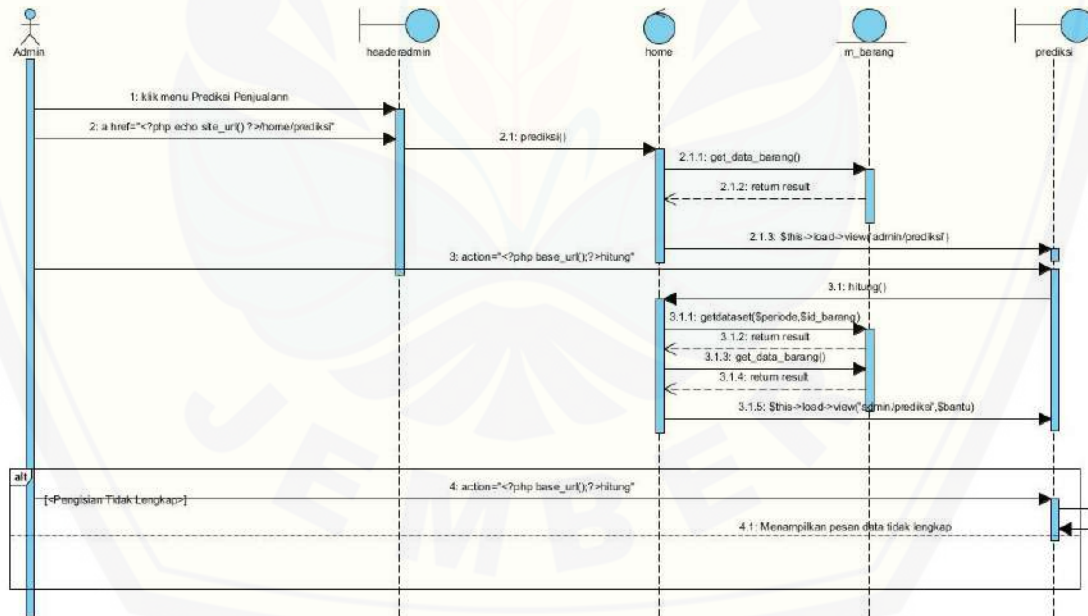 Admin
headeradmin
home
m_barang
prediksi
1: klik menu Prediksi Penjualann
2: a href="<?php echo site_url() ?>/home/prediksi"
2.1: prediksi()
2.1.1: get_data_barang()
2.1.2: return result
2.1.3: $this->load->view('admin/prediksi')
3: action="<?php base_url();?>hitung"
3.1: hitung()
3.1.1: getdataset($periode,$id_barang)
3.1.2: return result
3.1.3: get_data_barang()
3.1.4: return result
3.1.5: $this->load->view("admin/prediksi",$bantu)
alt
[<Pengisian Tidak Lengkap>]
4: action="<?php base_url();?>hitung"
4.1: Menampilkan pesan data tidak lengkap
JEMBER